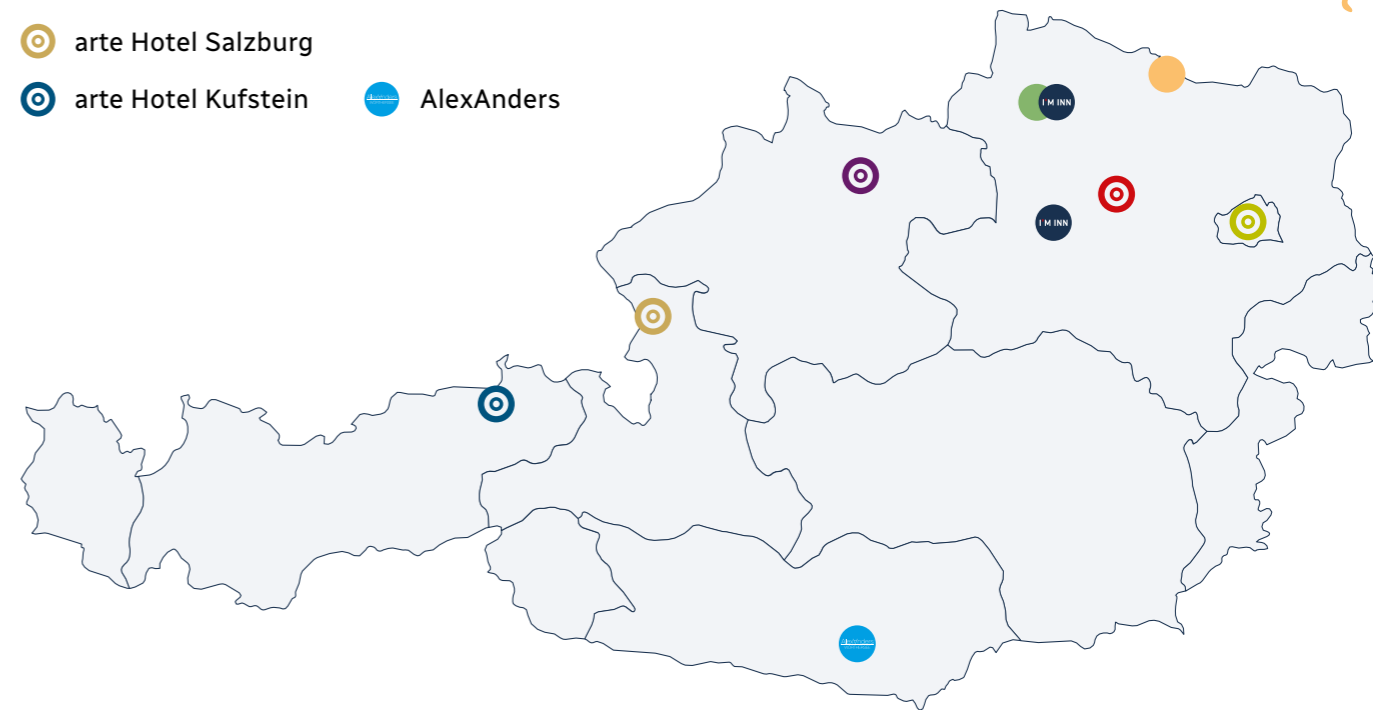 arte Hotel Salzburg
arte Hotel Kufstein
AlexAnders
I M INN
I M INN